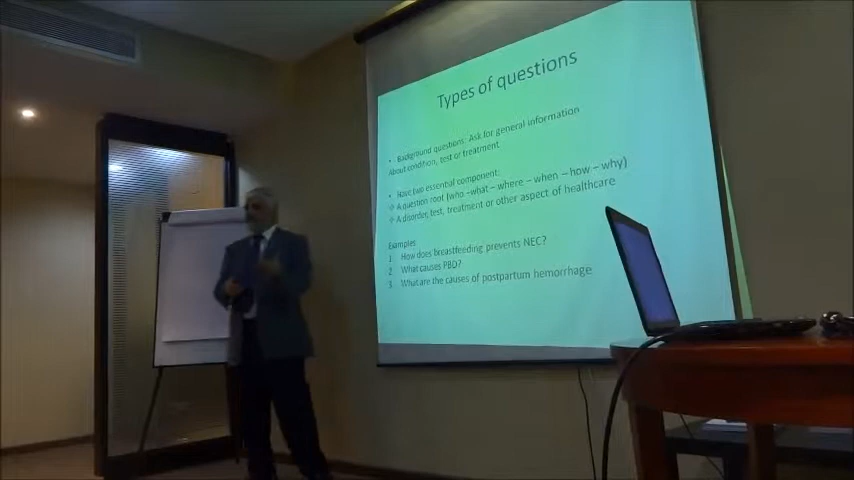 Types of questions
• Background questions: Ask for general information
About condition, test or treatment
• Have two essential component:
❖ A question root (who –what – where – when – how – why)
❖ A disorder, test, treatment or other aspect of healthcare
Examples
1 How does breastfeeding prevents NEC?
2 What causes PBD?
3 What are the causes of postpartum hemorrhage